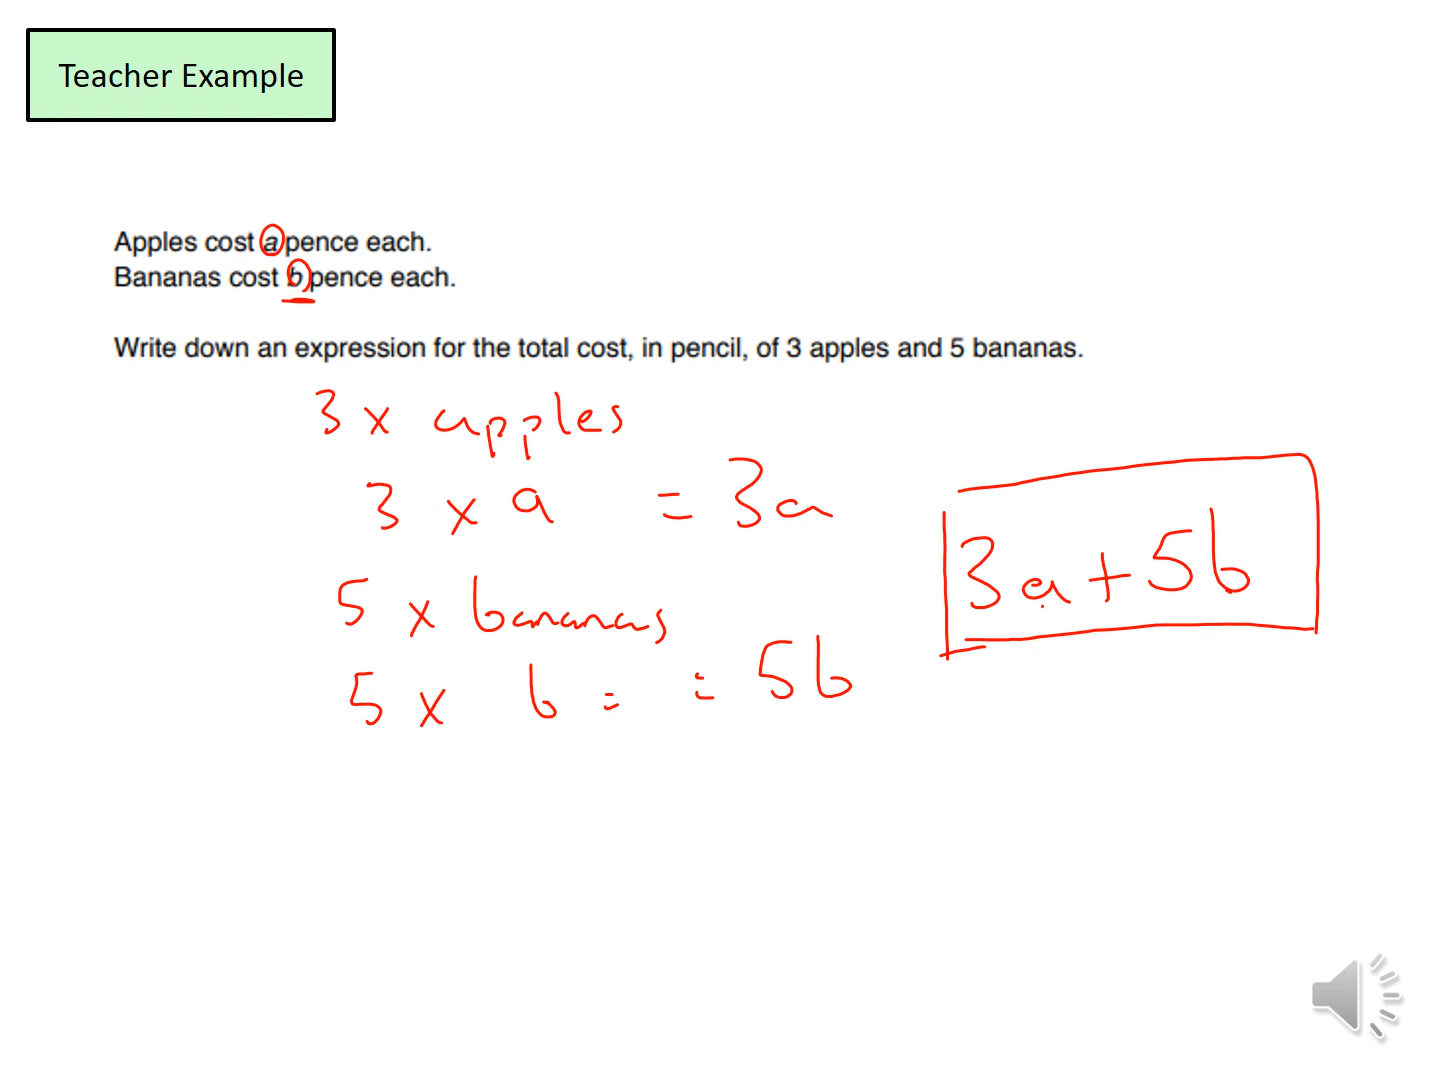 Teacher Example
Apples cost a pence each.
Bananas cost b pence each.
Write down an expression for the total cost, in pencil, of 3 apples and 5 bananas.
3 x apples
3 x a = 3a
5 x bananas
5 x b = = 5b
3a + 5b